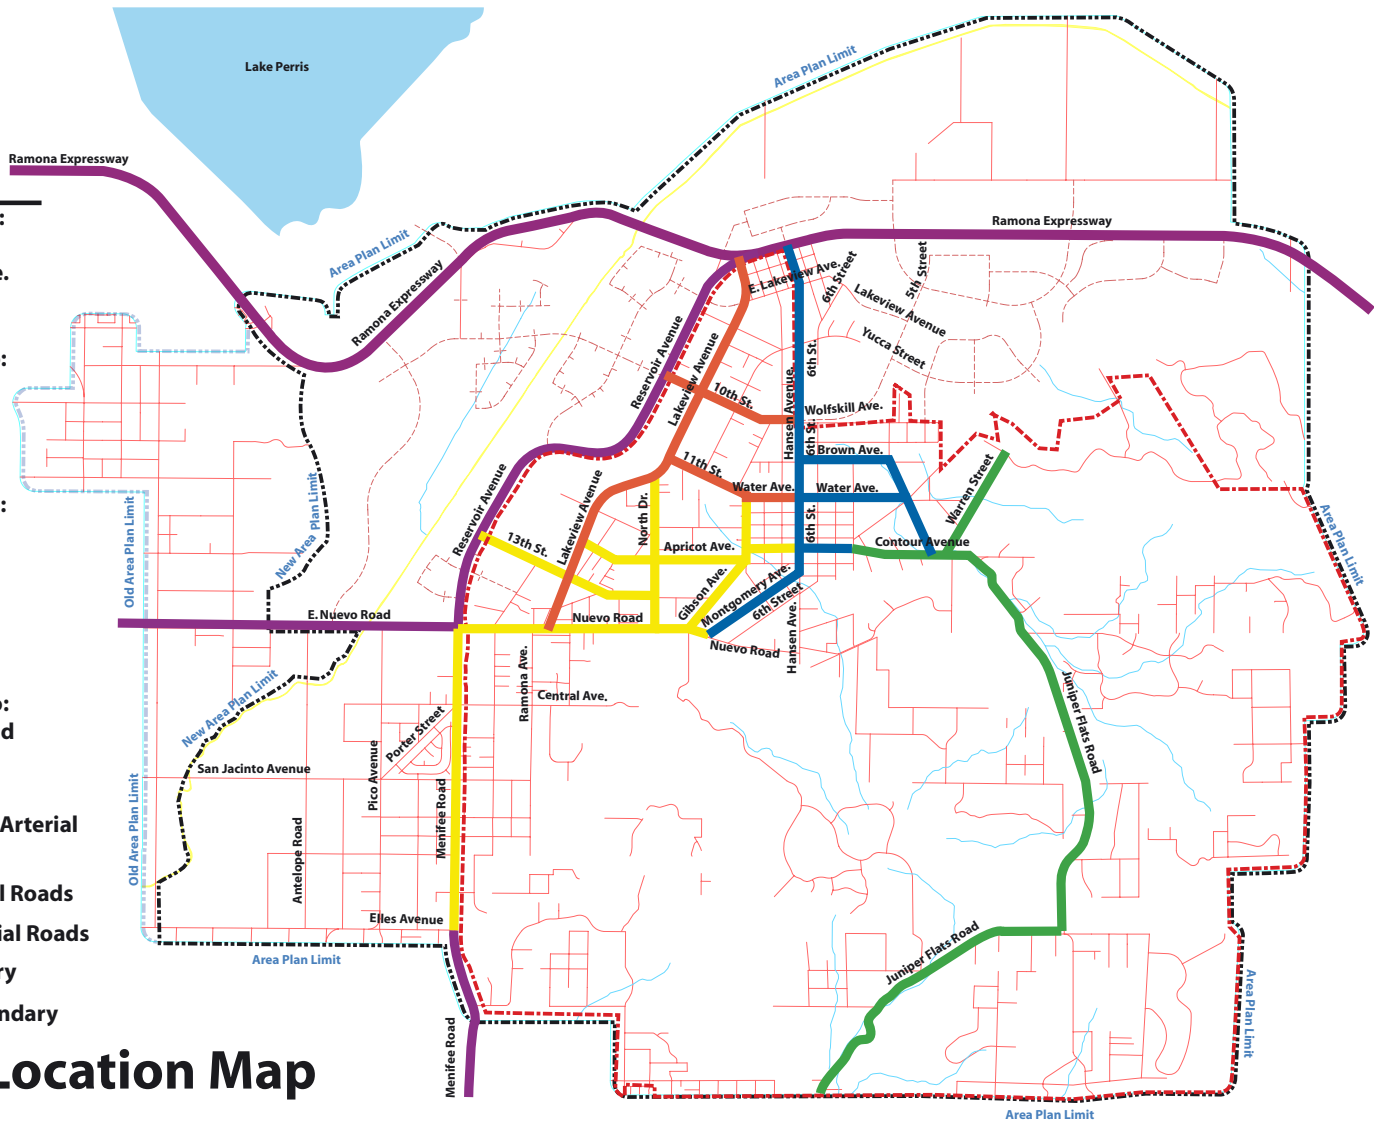 Lake Perris
Area Plan Limit
Ramona Expressway
:
Area Plan Limit
Ramona Expressway
e.
E. Lakeview Ave.
6th Street
5th Street
Ramona Expressway
Lakeview Avenue
Yucca Street
:
Reservoir Avenue
Lakeview Avenue
6th St.
10th St.
Hansen Avenue
Wolfskill Ave.
6th St.
Brown Ave.
11th St.
Water Ave.
Water Ave.
Warren Street
:
Old Area Plan Limit
New Area Plan Limit
Reservoir Avenue
13th St.
Lakeview Avenue
North Dr.
Apricot Ave.
6th St.
Contour Avenue
Area Plan Limit
Gibson Ave.
Montgomery Ave.
6th Street
E. Nuevo Road
Nuevo Road
Nuevo Road
Hansen Ave.
Ramona Ave.
Central Ave.
New Area Plan Limit
Porter Street
Juniper Flats Road
:
d
San Jacinto Avenue
Pico Avenue
Menifee Road
Old Area Plan Limit
Antelope Road
Arterial
l Roads
ial Roads
ry
ndary
Elles Avenue
Area Plan Limit
Juniper Flats Road
Area Plan Limit
Menifee Road
Location Map
Area Plan Limit